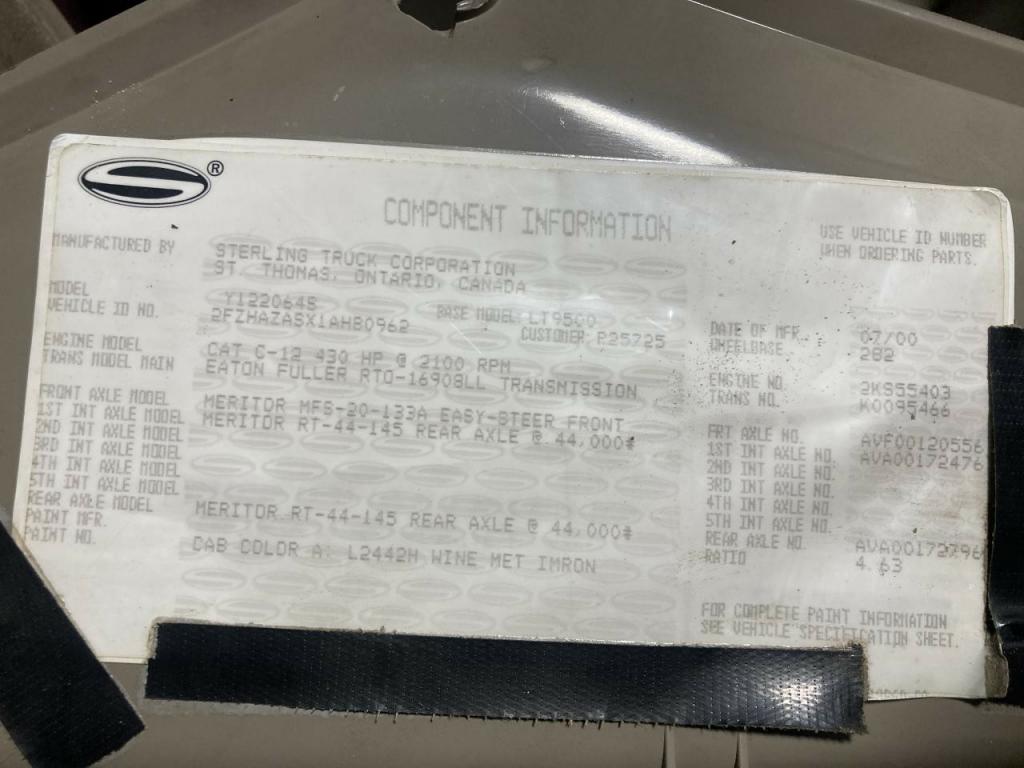 ®
COMPONENT INFORMATION
USE VEHICLE ID NUMBER
WHEN ORDERING PARTS.
MANUFACTURED BY STERLING TRUCK CORPORATION
ST. THOMAS, ONTARIO, CANADA
MODEL Y1220645 BASE MODEL LT9500
VEHICLE ID NO. 2FZHAZASX1AH80962 CUSTOMER P25725
DATE OF MFR. 07/00
WHEELBASE 282
ENGINE MODEL CAT C-12 430 HP @ 2100 RPM
TRANS MODEL MAIN EATON FULLER RTO-16908LL TRANSMISSION
ENGINE NO. 2KS55403
TRANS NO. K0095466
FRONT AXLE MODEL MERITOR MFS-20-133A EASY-STEER FRONT
1ST INT AXLE MODEL MERITOR RT-44-145 REAR AXLE @ 44,000#
2ND INT AXLE MODEL
3RD INT AXLE MODEL
4TH INT AXLE MODEL
5TH INT AXLE MODEL
REAR AXLE MODEL MERITOR RT-44-145 REAR AXLE @ 44,000#
PAINT MFR.
PAINT NO. CAB COLOR A: L2442H WINE MET IMRON
FRT AXLE NO. AVF00120556
1ST INT AXLE NO. AVA00172476
2ND INT AXLE NO.
3RD INT AXLE NO.
4TH INT AXLE NO.
5TH INT AXLE NO.
REAR AXLE NO. AVA00172796
RATIO 4.63
FOR COMPLETE PAINT INFORMATION
SEE VEHICLE SPECIFICATION SHEET.